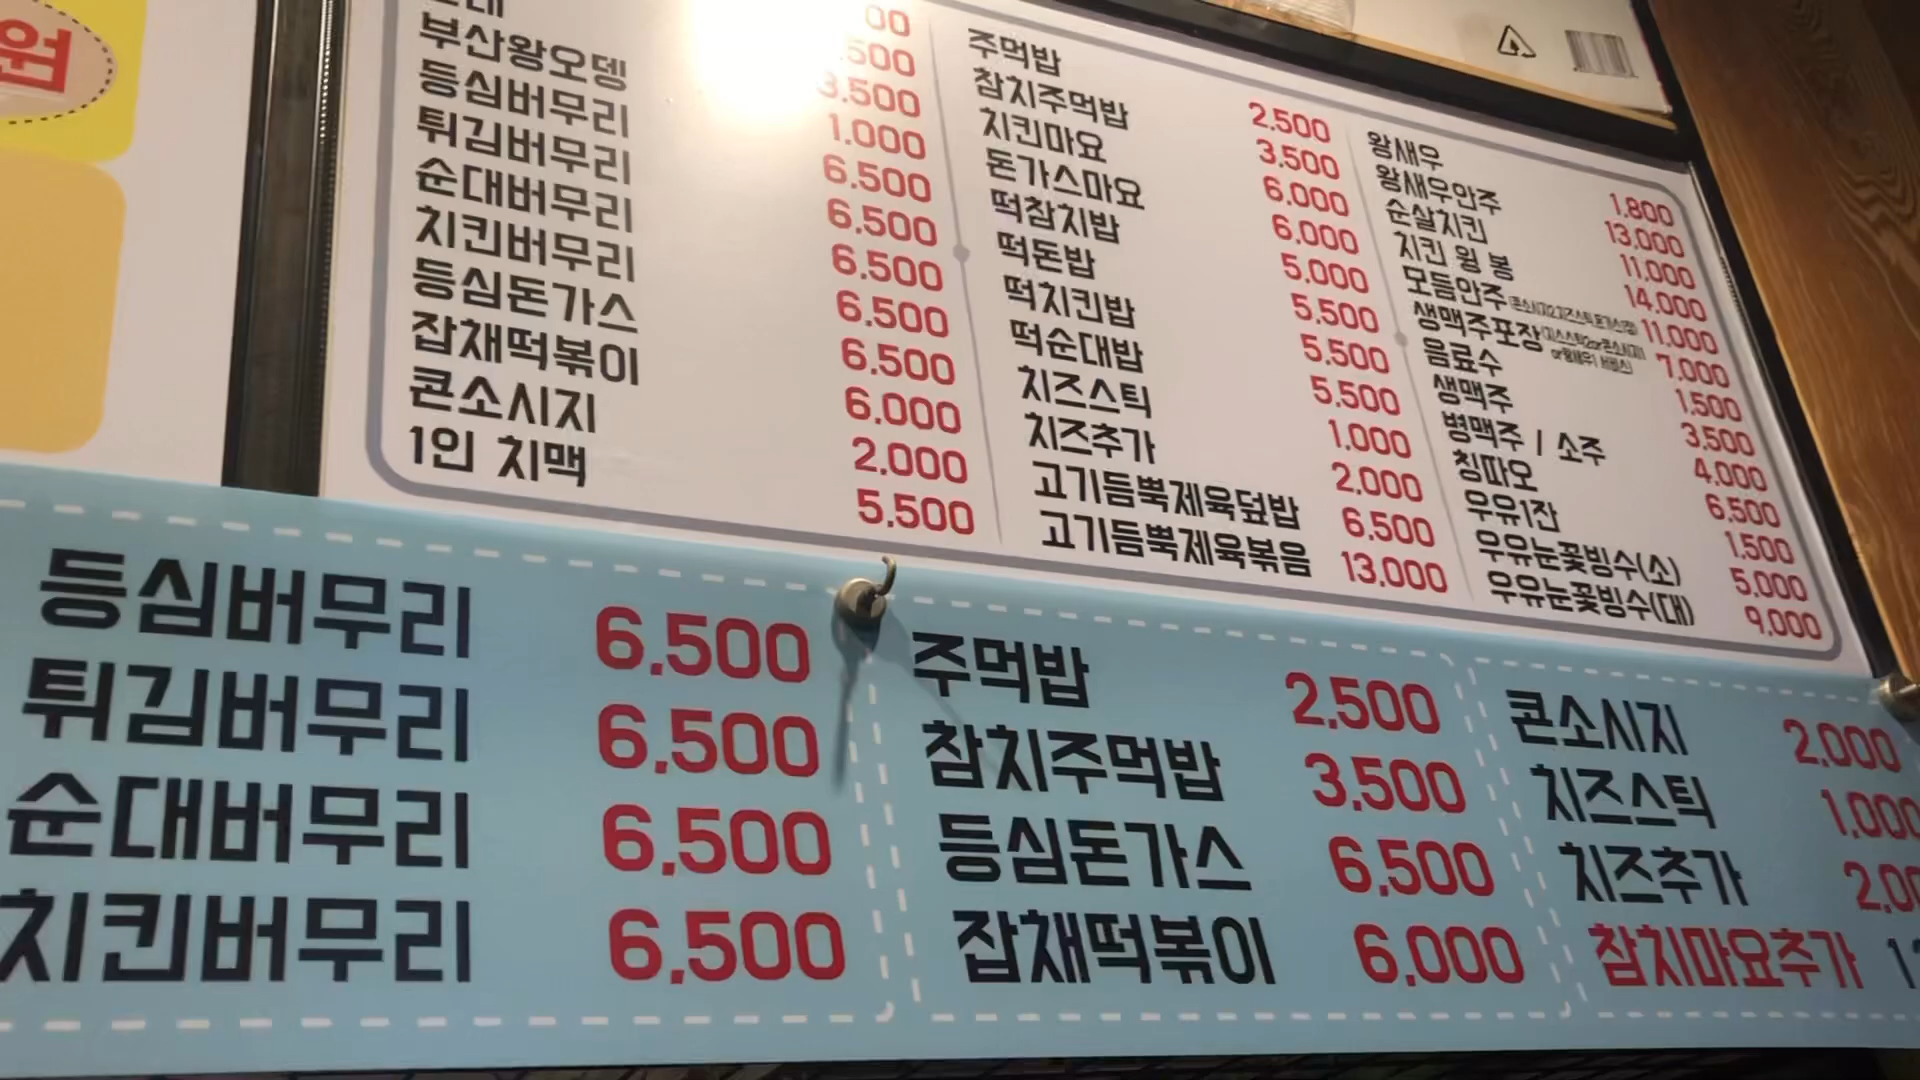 원
부산왕오뎅 1.000
등심버무리 6.500
튀김버무리 6.500
순대버무리 6.500
치킨버무리 6.500
등심돈가스 6.500
잡채떡볶이 6.000
콘소시지 2.000
1인 치맥 5.500
주먹밥 2.500
참치주먹밥 3.500
치킨마요 6.000
돈가스마요 6.000
떡참치밥 5.000
떡돈밥 5.500
떡치킨밥 5.500
떡순대밥 5.500
치즈스틱 1.000
치즈추가 2.000
고기듬뿍제육덮밥 6.500
고기듬뿍제육볶음 13.000
왕새우 1.800
왕새우안주 13.000
순살치킨 11.000
치킨 윙 봉 14.000
모듬안주 11.000
생맥주포장 7.000
음료수 1.500
생맥주 3.500
병맥주 / 소주 4.000
칭따오 6.500
우유1잔 1.500
우유눈꽃빙수(소) 5.000
우유눈꽃빙수(대) 9.000
등심버무리 6,500
튀김버무리 6,500
순대버무리 6,500
치킨버무리 6,500
주먹밥 2,500
참치주먹밥 3,500
등심돈가스 6,500
잡채떡볶이 6,000
콘소시지 2,000
치즈스틱 1,000
치즈추가
참치마요추가